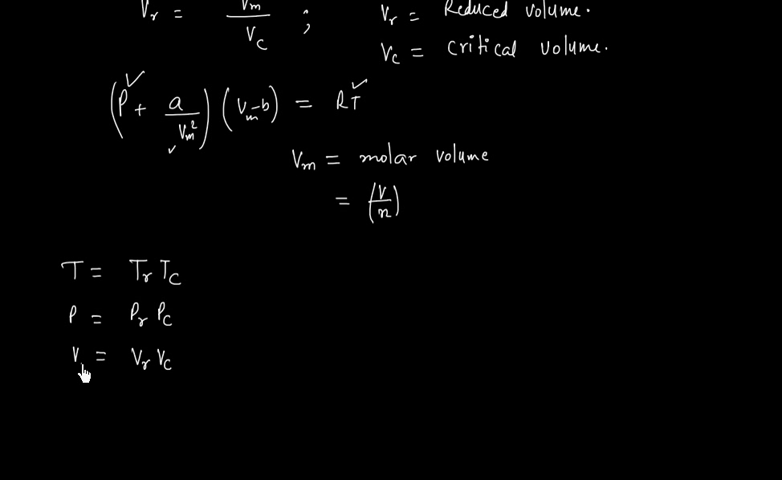 Vr = Vm/Vc ; Vr = Reduced volume.
Vc = critical volume.
(P + a/Vm²) (Vm-b) = RT
Vm = molar volume
= (V/n)
T = Tr Tc
P = Pr Pc
V = Vr Vc